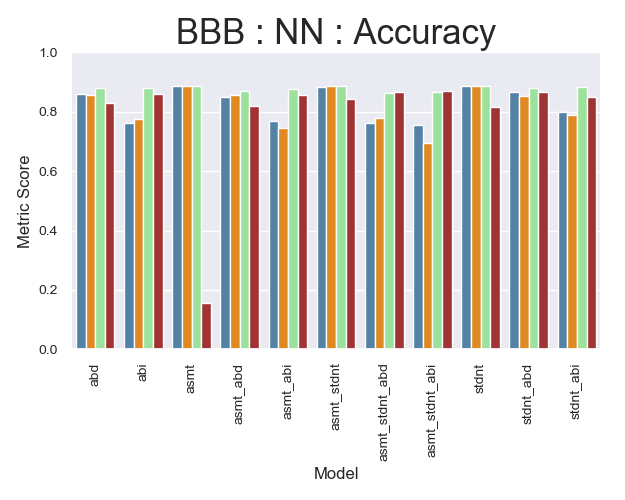 BBB : NN : Accuracy
1.0
0.8
0.6
0.4
0.2
0.0
Metric Score
abd
abi
asmt
asmt_abd
asmt_abi
asmt_stdnt
asmt_stdnt_abd
asmt_stdnt_abi
stdnt
stdnt_abd
stdnt_abi
Model